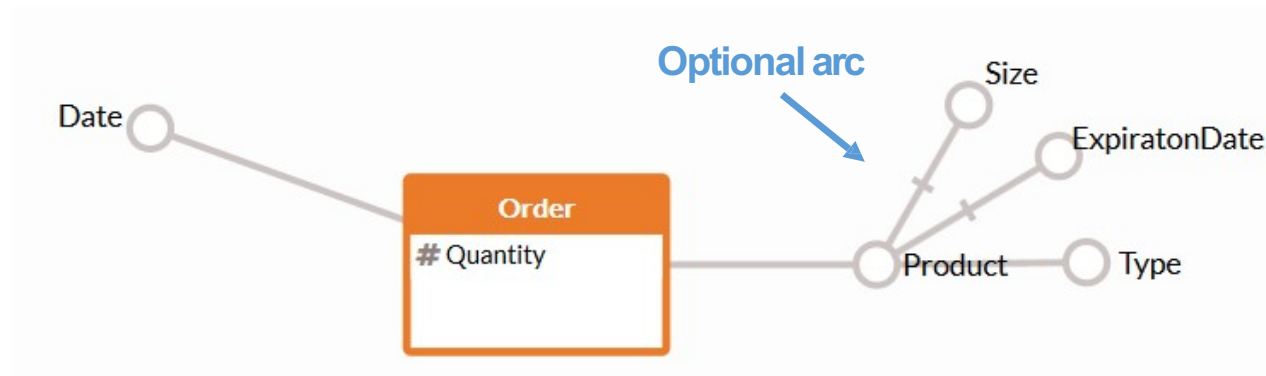 Optional arc
Size
Date
ExpiratonDate
Order
# Quantity
Product
Type